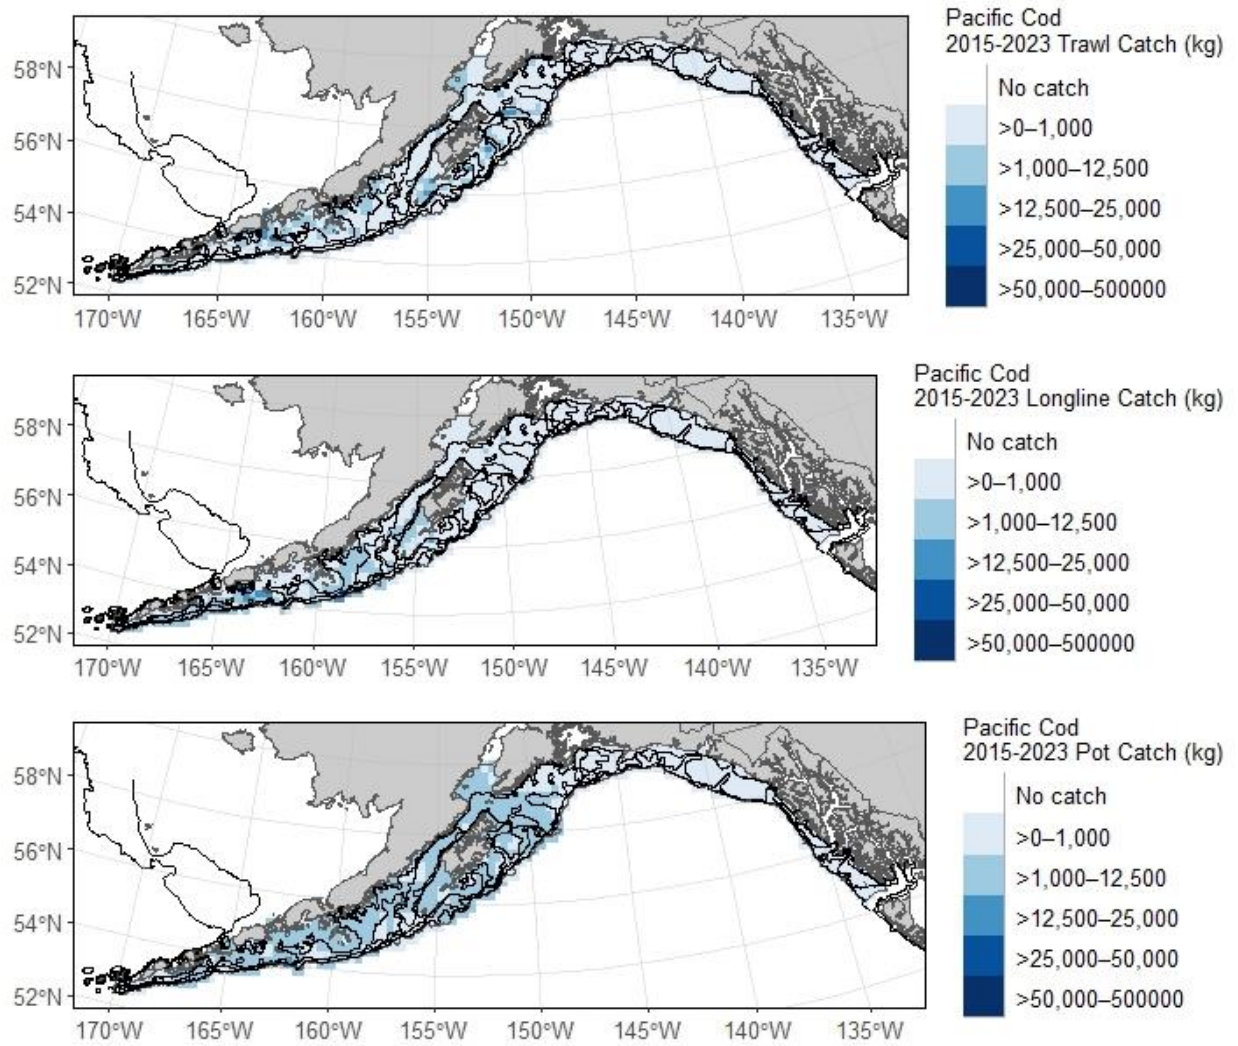 Pacific Cod
2015-2023 Trawl Catch (kg)
No catch
>0–1,000
>1,000–12,500
>12,500–25,000
>25,000–50,000
>50,000–500000
58°N
56°N
54°N
52°N
170°W 165°W 160°W 155°W 150°W 145°W 140°W 135°W
Pacific Cod
2015-2023 Longline Catch (kg)
No catch
>0–1,000
>1,000–12,500
>12,500–25,000
>25,000–50,000
>50,000–500000
58°N
56°N
54°N
52°N
170°W 165°W 160°W 155°W 150°W 145°W 140°W 135°W
Pacific Cod
2015-2023 Pot Catch (kg)
No catch
>0–1,000
>1,000–12,500
>12,500–25,000
>25,000–50,000
>50,000–500000
58°N
56°N
54°N
52°N
170°W 165°W 160°W 155°W 150°W 145°W 140°W 135°W